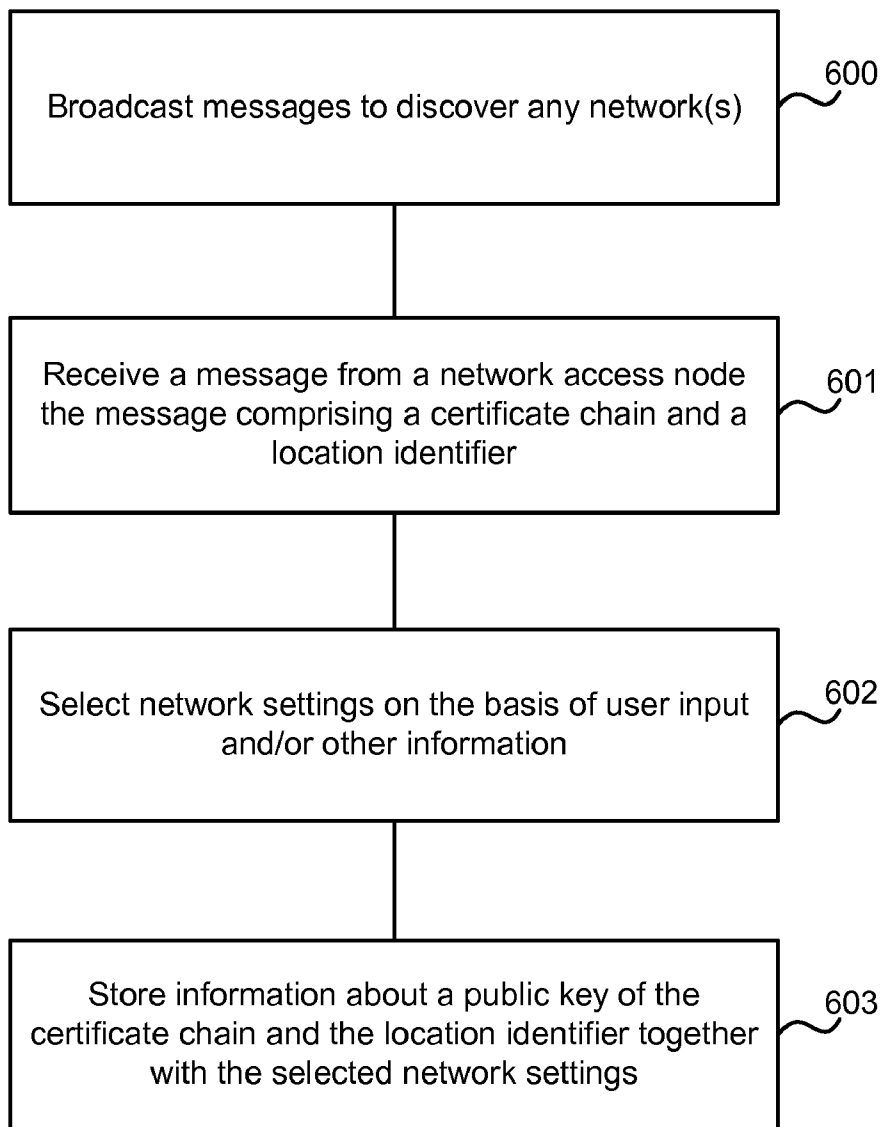 Broadcast messages to discover any network(s)
600
Receive a message from a network access node
the message comprising a certificate chain and a
location identifier
601
Select network settings on the basis of user input
and/or other information
602
Store information about a public key of the
certificate chain and the location identifier together
with the selected network settings
603